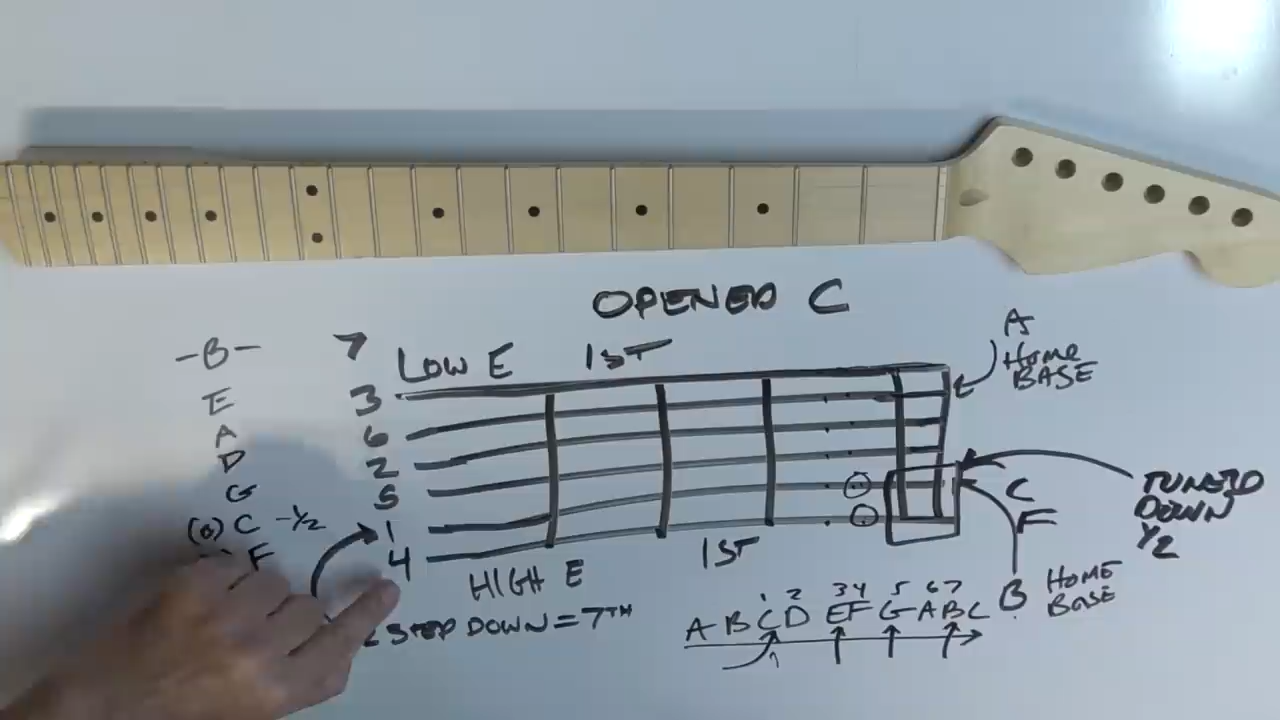 OPENED C
-B- 7 LOW E 1ST
A HOME BASE
E 3
A 6
D 2
G 5
(B) C -1/2 1
F 4
HIGH E 1ST
C
F
TUNED DOWN 1/2
STEP DOWN = 7TH
1 2 3 4 5 6 7
A B C D E F G A B C
B HOME BASE